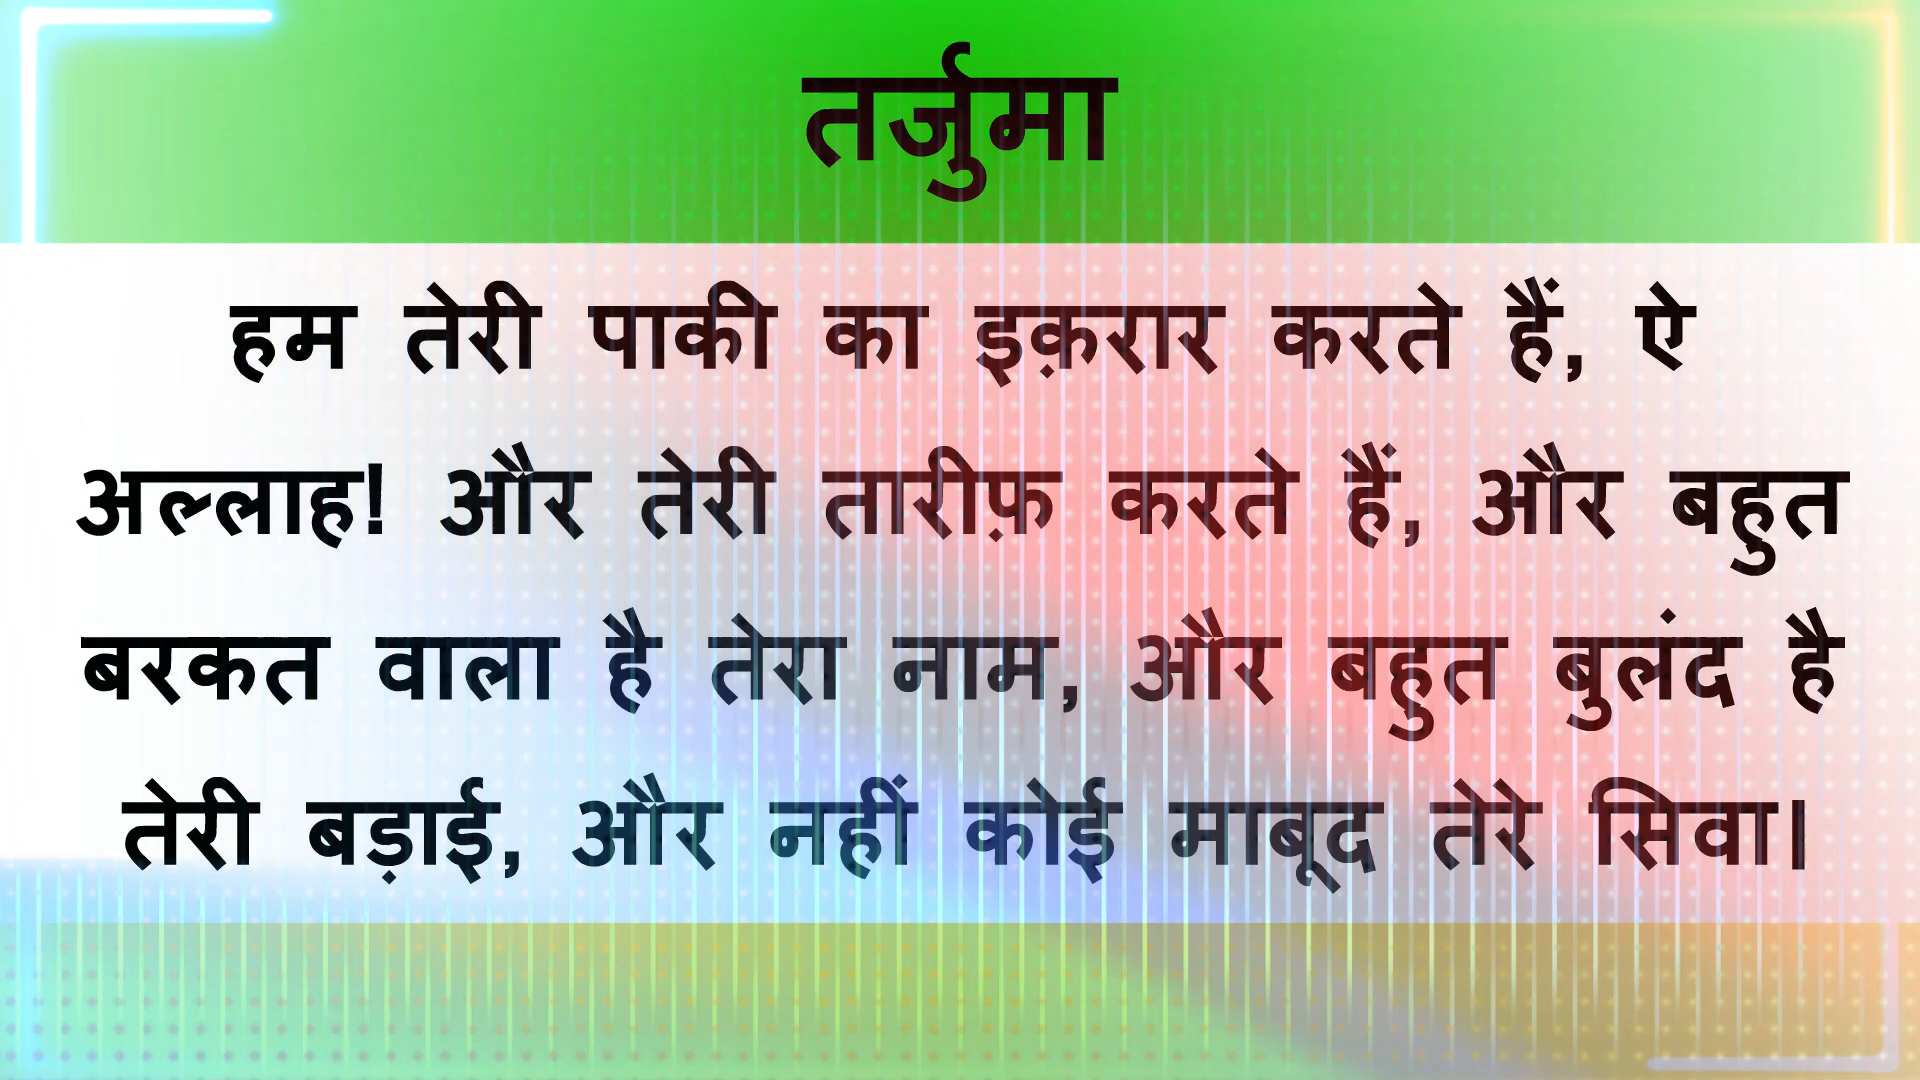 तर्जुमा
हम तेरी पाकी का इक़रार करते हैं, ऐ
अल्लाह! और तेरी तारीफ़ करते हैं, और बहुत
बरकत वाला है तेरा नाम, और बहुत बुलंद है
तेरी बड़ाई, और नहीं कोई माबूद तेरे सिवा।